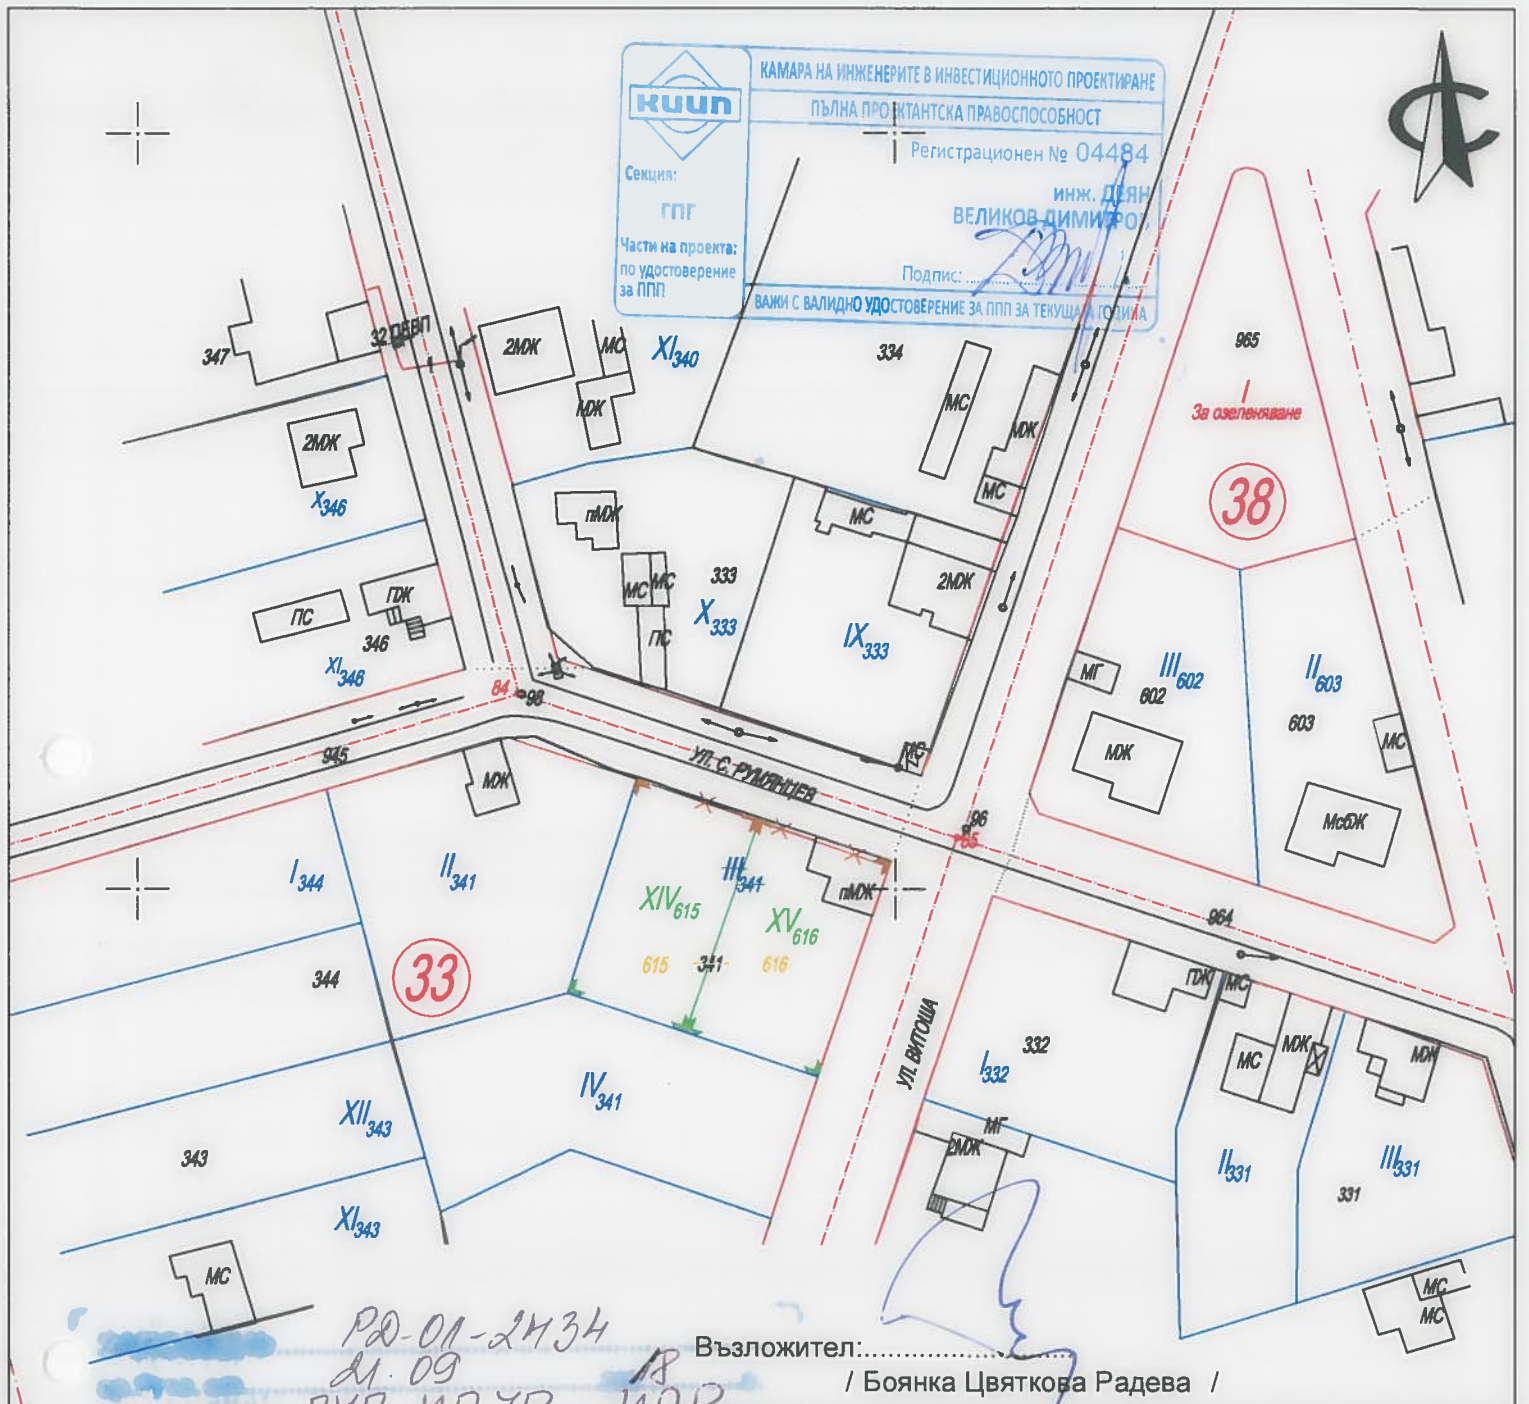 КАМАРА НА ИНЖЕНЕРИТЕ В ИНВЕСТИЦИОННОТО ПРОЕКТИРАНЕ
ПЪЛНА ПРОЕКТАНТСКА ПРАВОСПОСОБНОСТ
киип
Регистрационен № 04484
Секция:
ГПГ
инж. ДЕЯН
ВЕЛИКОВ ДИМИТРОВ
Части на проекта:
по удостоверение
за ППП
Подпис:
ВАЖИ С ВАЛИДНО УДОСТОВЕРЕНИЕ ЗА ППП ЗА ТЕКУЩАТА ГОДИНА
347
2МЖ
МС
XI340
334
965
За озеленяване
МЖ
МС
МЖ
2МЖ
X346
МС
38
пМЖ
МС
333
МС
МС
2МЖ
ПЖ
ПС
346
XI346
X333
ПС
IX333
МГ
III602
602
II603
603
84
98
945
МЖ
УЛ. С. РУМЯНЦЕВ
МС
МЖ
МС
96
МсбЖ
I344
II341
III341
пМЖ
XIV615
XV616
615
341
616
964
344
33
ПЖ
МС
УЛ. ВИТОША
332
I332
МС
МЖ
МЖ
IV341
XII343
343
МГ
2МЖ
II331
III331
331
XI343
МС
МС
МС
РД-01-2434
21.09
18
Възложител:
/ Боянка Цвяткова Радева /